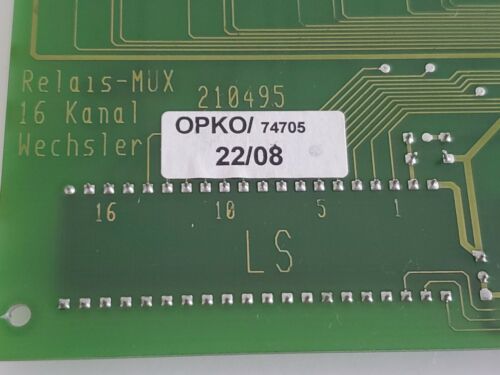 Relais-MUX
16 Kanal
Wechsler
210495
OPKO/ 74705
22/08
16 10 5 1
LS